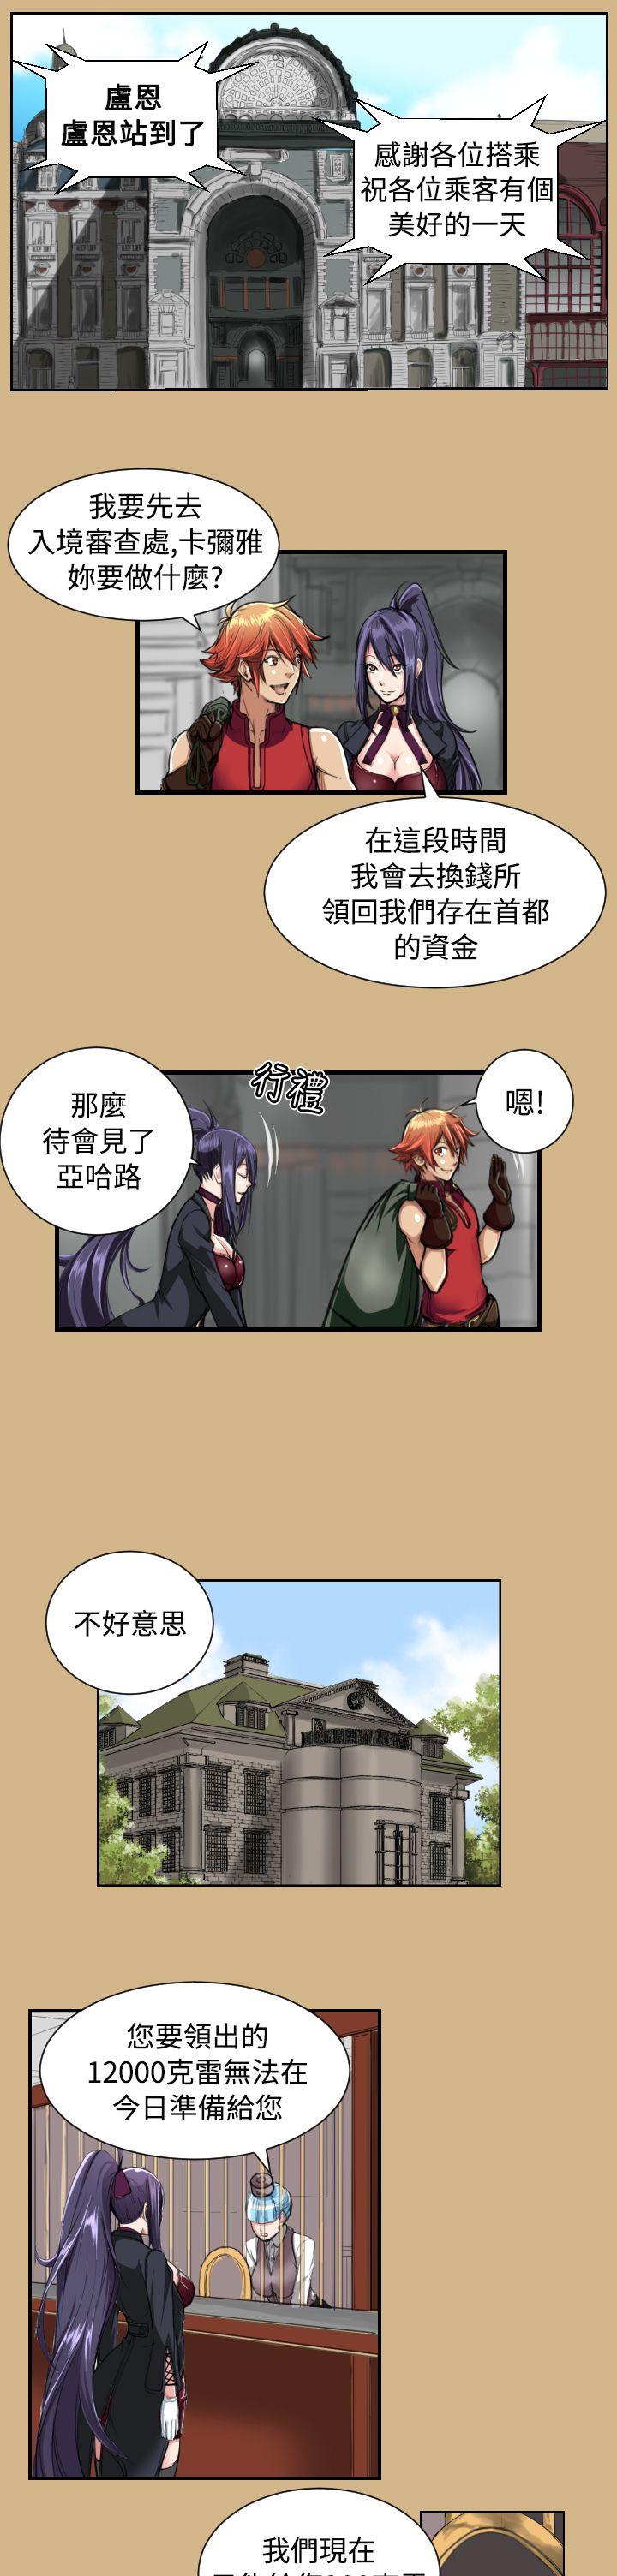 盧恩
盧恩站到了
感謝各位搭乘
祝各位乘客有個
美好的一天
我要先去
入境審查處,卡彌雅
妳要做什麼?
在這段時間
我會去換錢所
領回我們存在首都
的資金
行禮
那麼
待會見了
亞哈路
嗯!
不好意思
您要領出的
12000克雷無法在
今日準備給您
我們現在